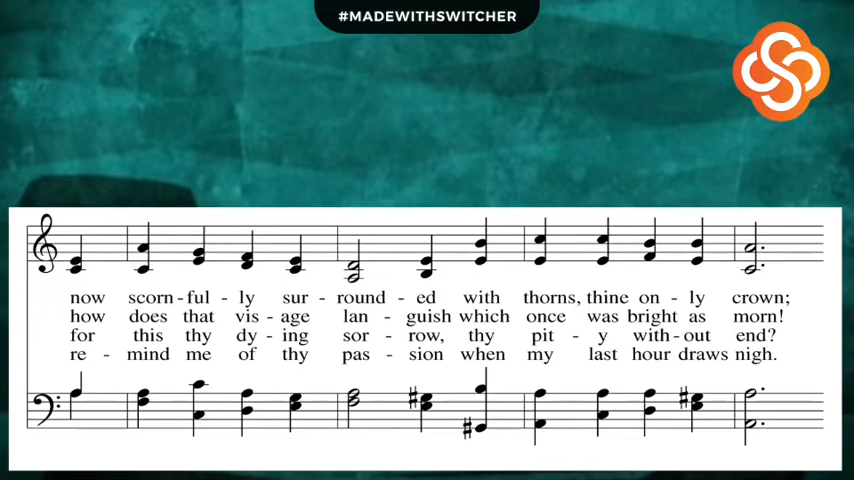 #MADEWITHSWITCHER
now scorn-ful-ly sur-round-ed with thorns, thine on-ly crown;
how does that vis-age lan-guish which once was bright as morn!
for this thy dy-ing sor-row, thy pit-y with-out end?
re-mind me of thy pas-sion when my last hour draws nigh.